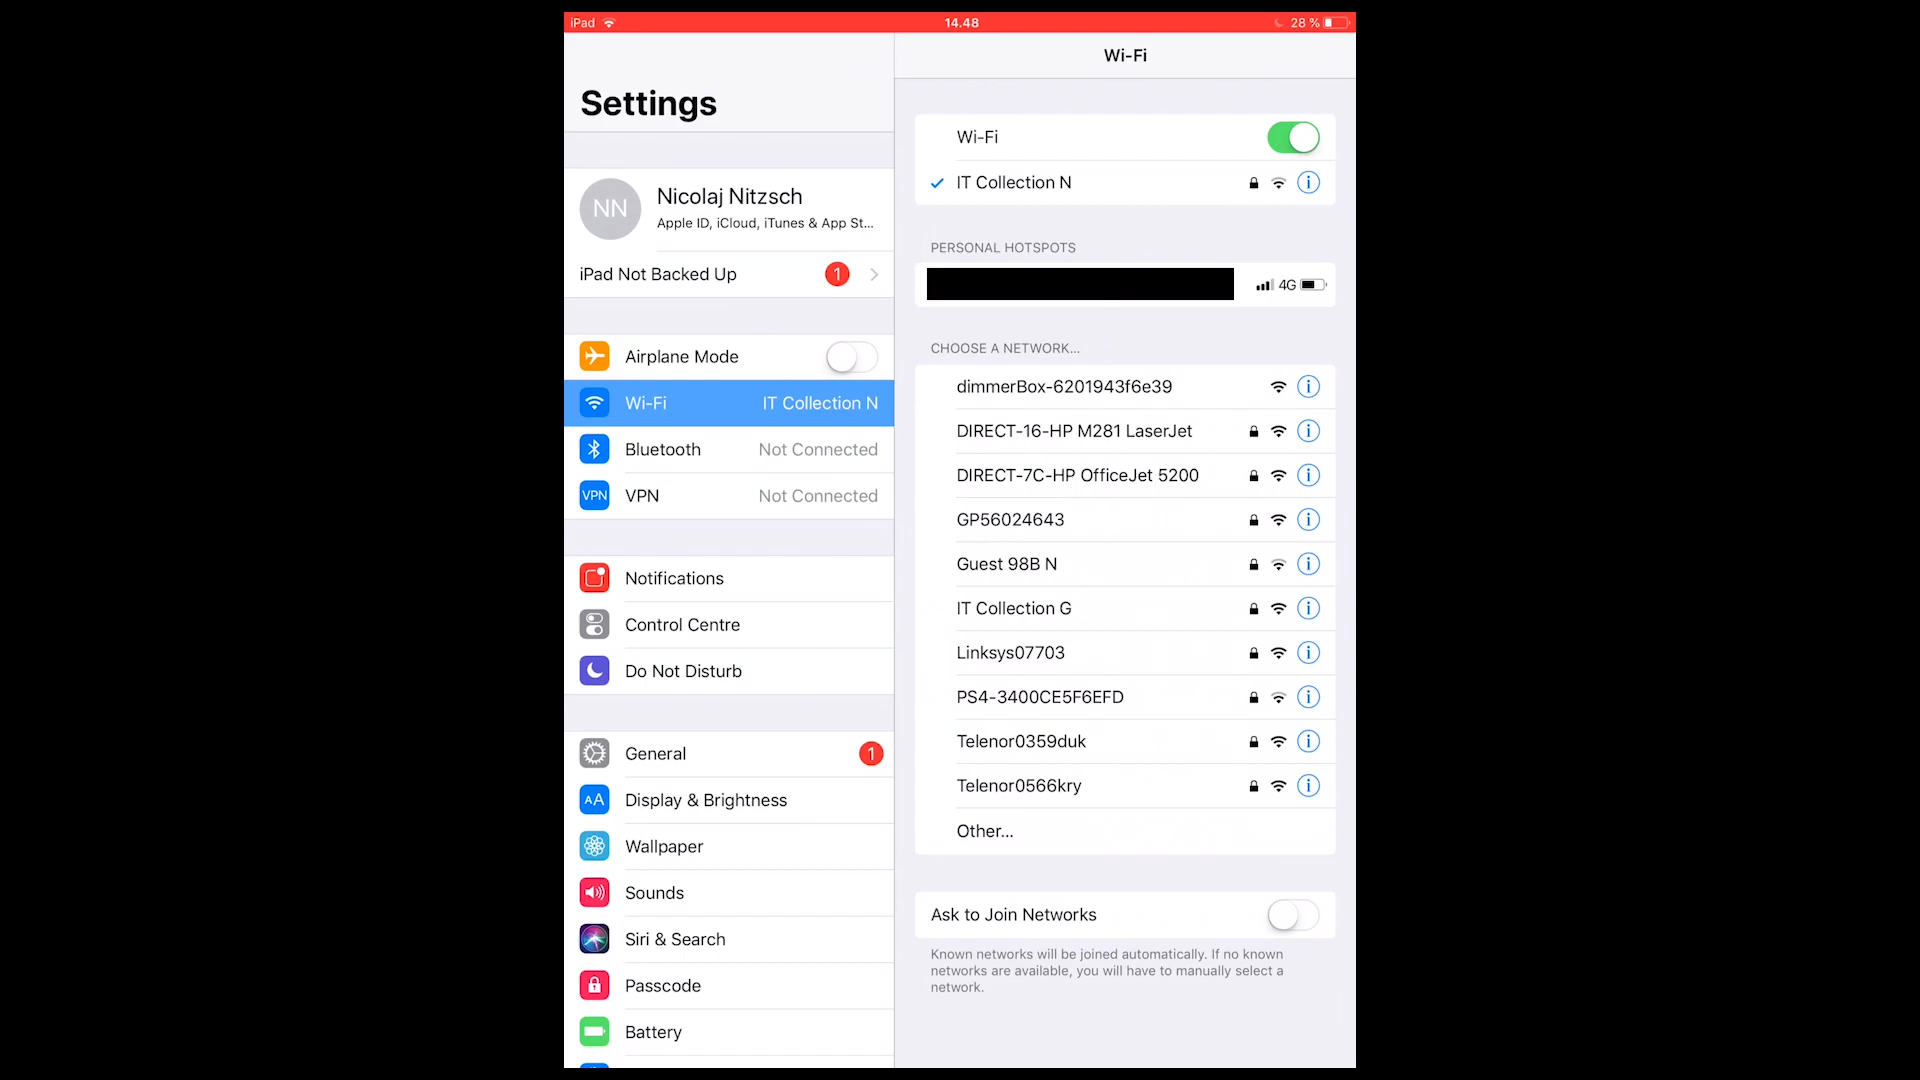 iPad 14.48 28 %
Settings
NN
Nicolaj Nitzsch
Apple ID, iCloud, iTunes & App St...
iPad Not Backed Up 1
Airplane Mode
Wi-Fi IT Collection N
Bluetooth Not Connected
VPN VPN Not Connected
Notifications
Control Centre
Do Not Disturb
General 1
AA Display & Brightness
Wallpaper
Sounds
Siri & Search
Passcode
Battery
Wi-Fi
Wi-Fi
IT Collection N
PERSONAL HOTSPOTS
4G
CHOOSE A NETWORK...
dimmerBox-6201943f6e39
DIRECT-16-HP M281 LaserJet
DIRECT-7C-HP OfficeJet 5200
GP56024643
Guest 98B N
IT Collection G
Linksys07703
PS4-3400CE5F6EFD
Telenor0359duk
Telenor0566kry
Other...
Ask to Join Networks
Known networks will be joined automatically. If no known
networks are available, you will have to manually select a
network.